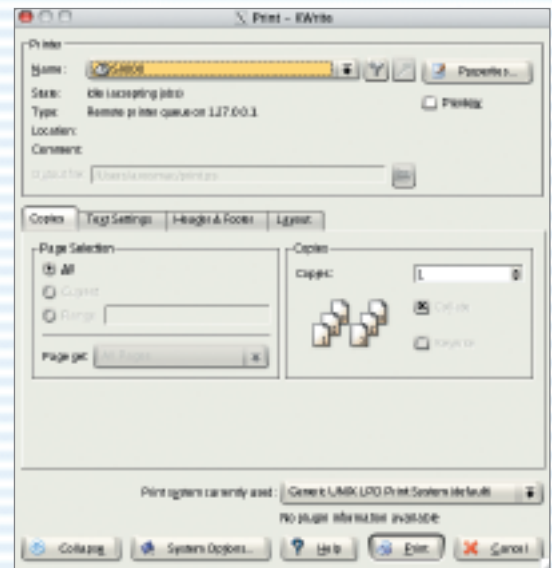 Print - KWrite
Printer
Name:
Properties...
State: Idle (accepting jobs)
Preview
Type: Remote printer queue on 127.0.0.1
Location:
Comment:
Output file:
Copies Text Settings Header & Footer Layout
Page Selection
Copies
All
Copies: 1
Current
Collate
Range
Reverse
Page set: All Pages
Print system currently used: Generic UNIX LPD Print System (default)
No plugin information available
Collapse System Options... Help Print Cancel